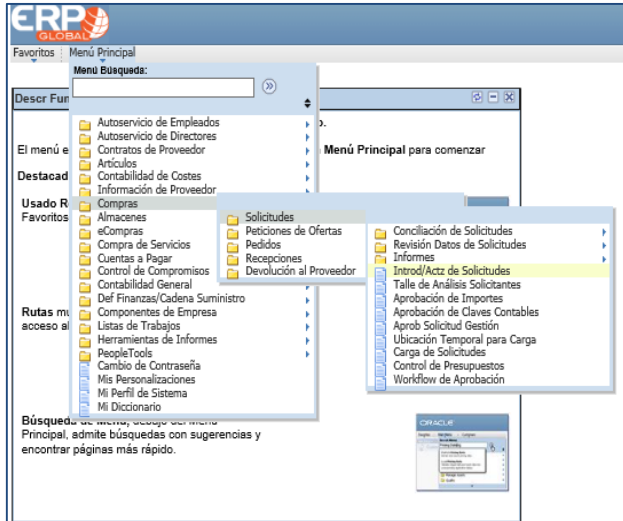 ERP
GLOBAL
Favoritos Menú Principal
Menú Búsqueda:
Descr Fun
o.
El menú e
Menú Principal para comenzar
Destacad
Usado R
Favoritos
Rutas mu
acceso al
Autoservicio de Empleados
Autoservicio de Directores
Contratos de Proveedor
Artículos
Contabilidad de Costes
Información de Proveedor
Compras
Almacenes
eCompras
Compra de Servicios
Cuentas a Pagar
Control de Compromisos
Contabilidad General
Def Finanzas/Cadena Suministro
Componentes de Empresa
Listas de Trabajos
Herramientas de Informes
PeopleTools
Cambio de Contraseña
Mis Personalizaciones
Mi Perfil de Sistema
Mi Diccionario
Solicitudes
Peticiones de Ofertas
Pedidos
Recepciones
Devolución al Proveedor
Conciliación de Solicitudes
Revisión Datos de Solicitudes
Informes
Introd/Actz de Solicitudes
Talle de Análisis Solicitantes
Aprobación de Importes
Aprobación de Claves Contables
Aprob Solicitud Gestión
Ubicación Temporal para Carga
Carga de Solicitudes
Control de Presupuestos
Workflow de Aprobación
Búsqueda de Menú, debajo del Menú
Principal, admite búsquedas con sugerencias y
encontrar páginas más rápido.
ORACLE